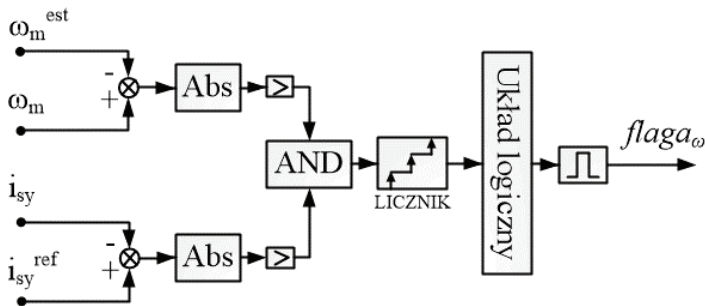 ωm^est
-
+
Abs
>
ωm
AND
LICZNIK
Układ logiczny
flagaω
isy
-
+
Abs
>
isy^ref